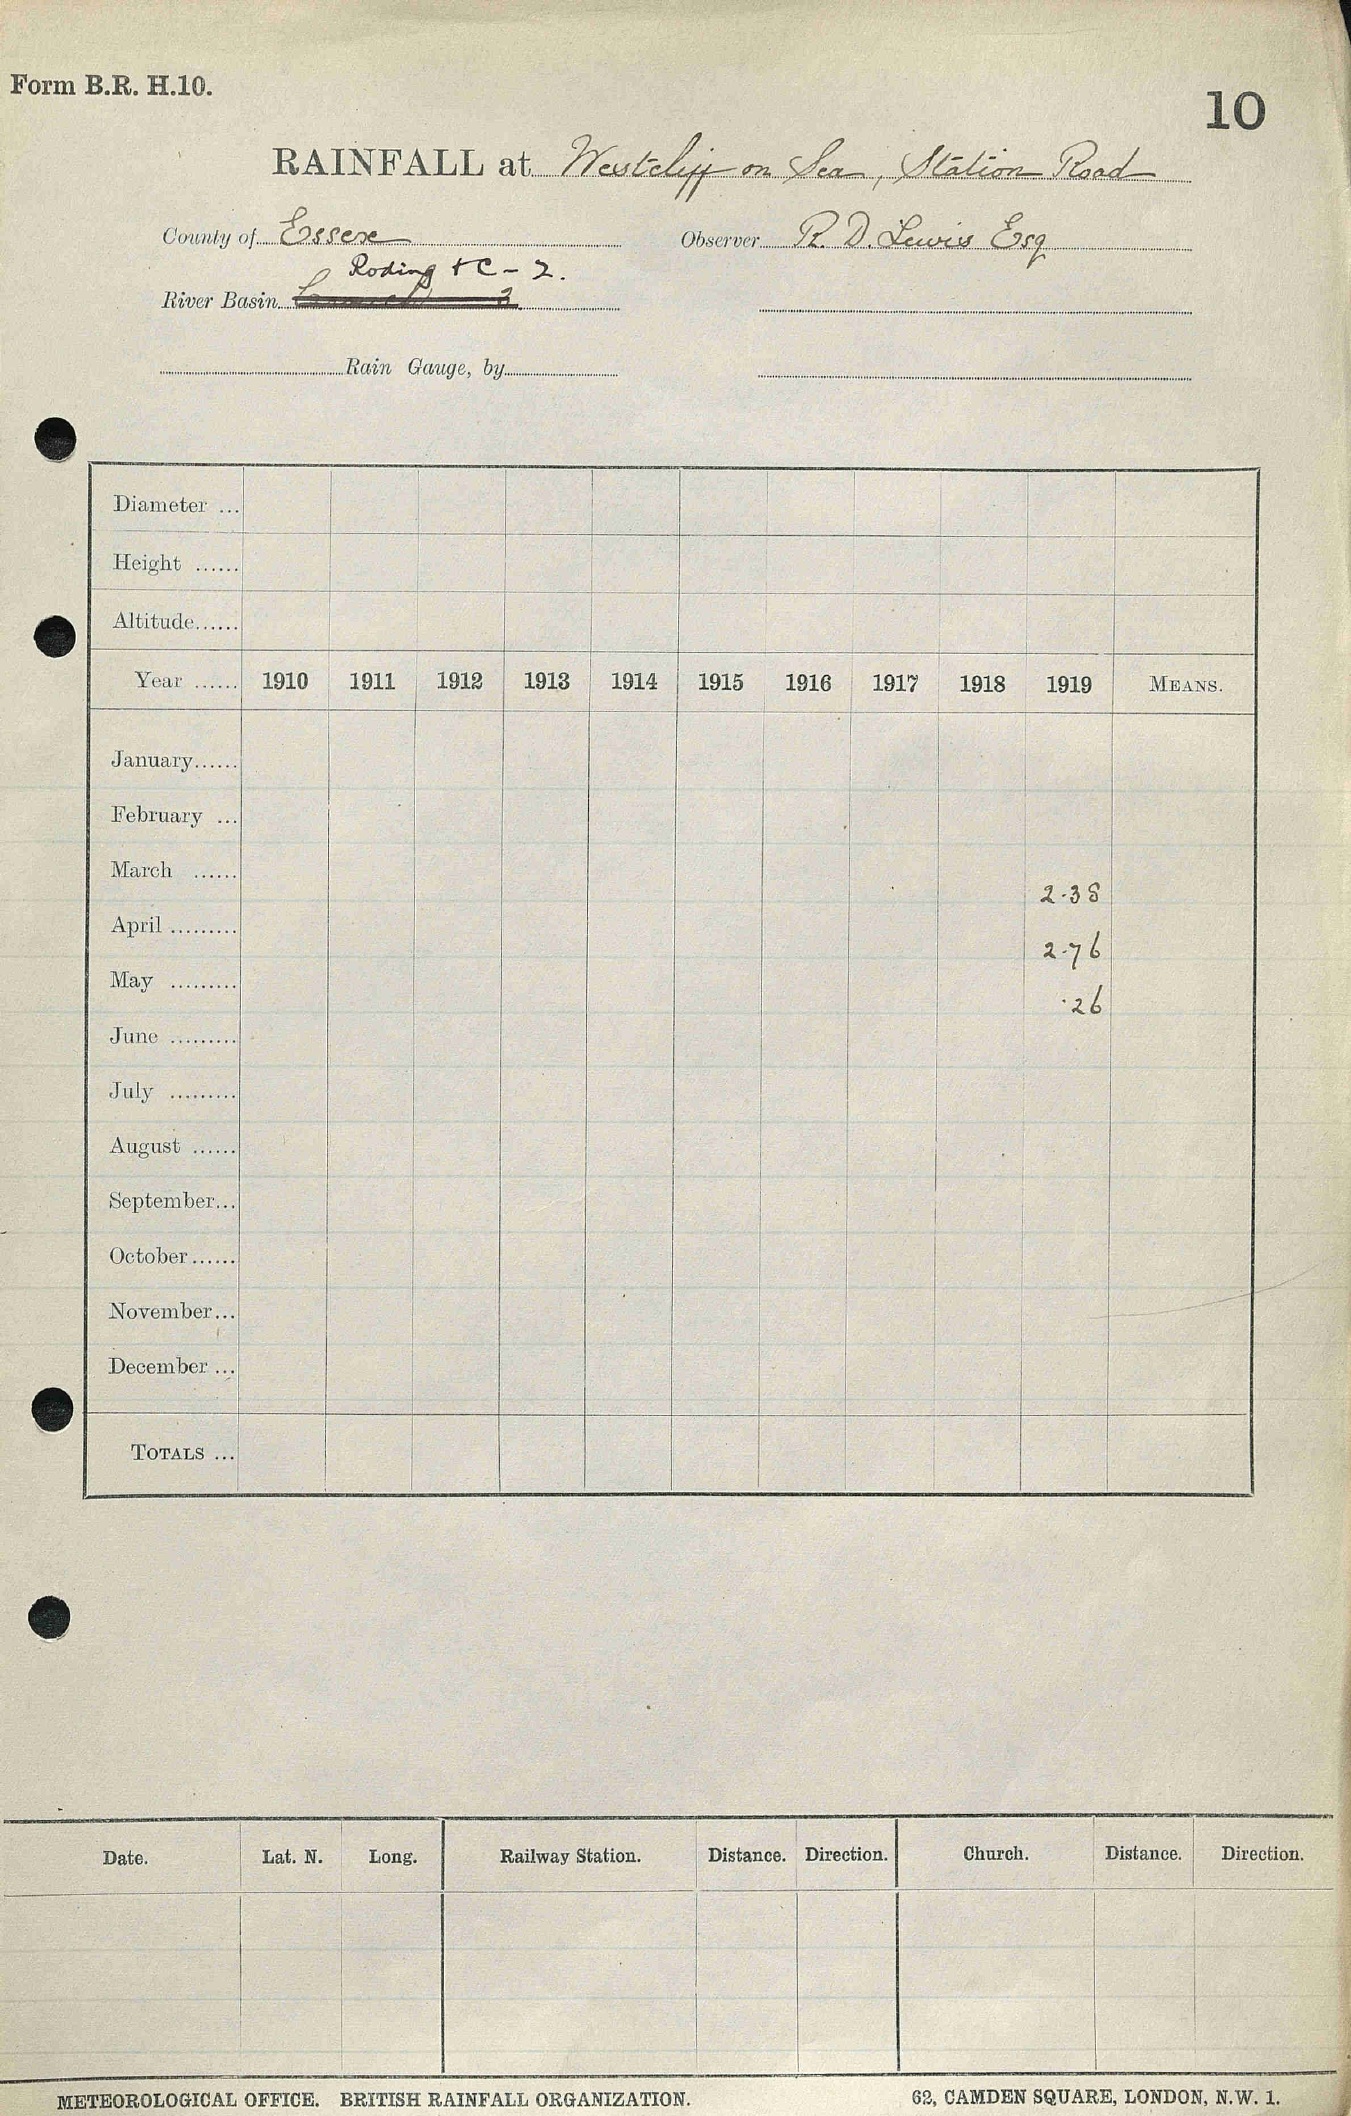 Form B.R. H.10.
10
RAINFALL at Westcliff on Sea, Station Road
County of Essex Observer R. D. Lewis Esq
Roding & C - 2.
River Basin
Rain Gauge, by
Diameter ...
Height ......
Altitude......
Year ...... 1910 1911 1912 1913 1914 1915 1916 1917 1918 1919 MEANS.
January......
February ...
March ...... 2.38
April ......... 2.76
May ......... .26
June .........
July .........
August ......
September...
October......
November...
December ...
TOTALS ...
Date. Lat. N. Long. Railway Station. Distance. Direction. Church. Distance. Direction.
METEOROLOGICAL OFFICE. BRITISH RAINFALL ORGANIZATION. 62, CAMDEN SQUARE, LONDON, N.W. 1.